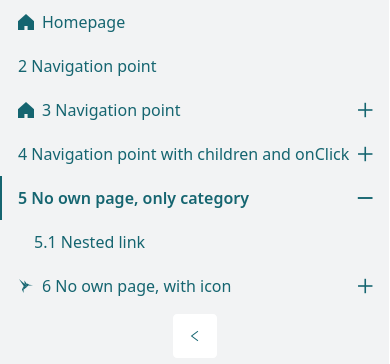 Homepage
2 Navigation point
3 Navigation point
4 Navigation point with children and onClick
5 No own page, only category
5.1 Nested link
6 No own page, with icon